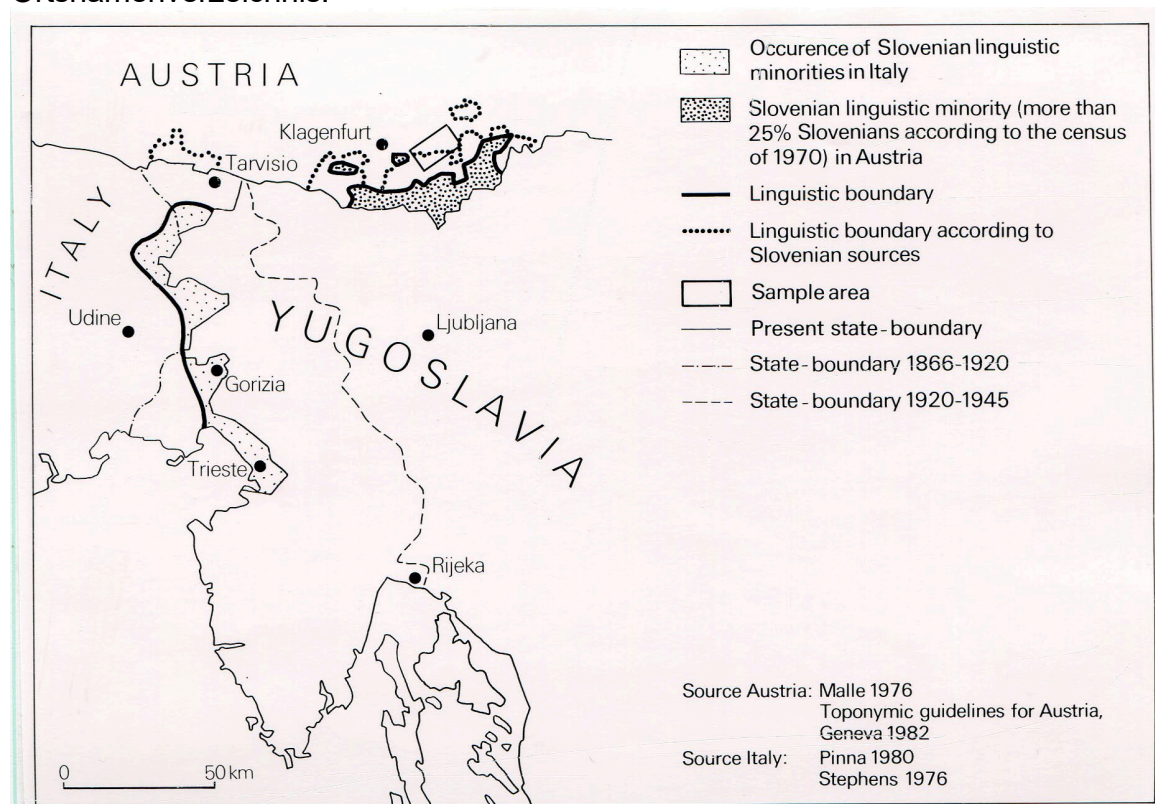 AUSTRIA
Klagenfurt
Tarvisio
ITALY
Udine
YUGOSLAVIA
Ljubljana
Gorizia
Trieste
Rijeka
0 50 km
Occurence of Slovenian linguistic
minorities in Italy
Slovenian linguistic minority (more than
25% Slovenians according to the census
of 1970) in Austria
Linguistic boundary
Linguistic boundary according to
Slovenian sources
Sample area
Present state-boundary
State-boundary 1866-1920
State-boundary 1920-1945
Source Austria: Malle 1976
Toponymic guidelines for Austria,
Geneva 1982
Source Italy: Pinna 1980
Stephens 1976